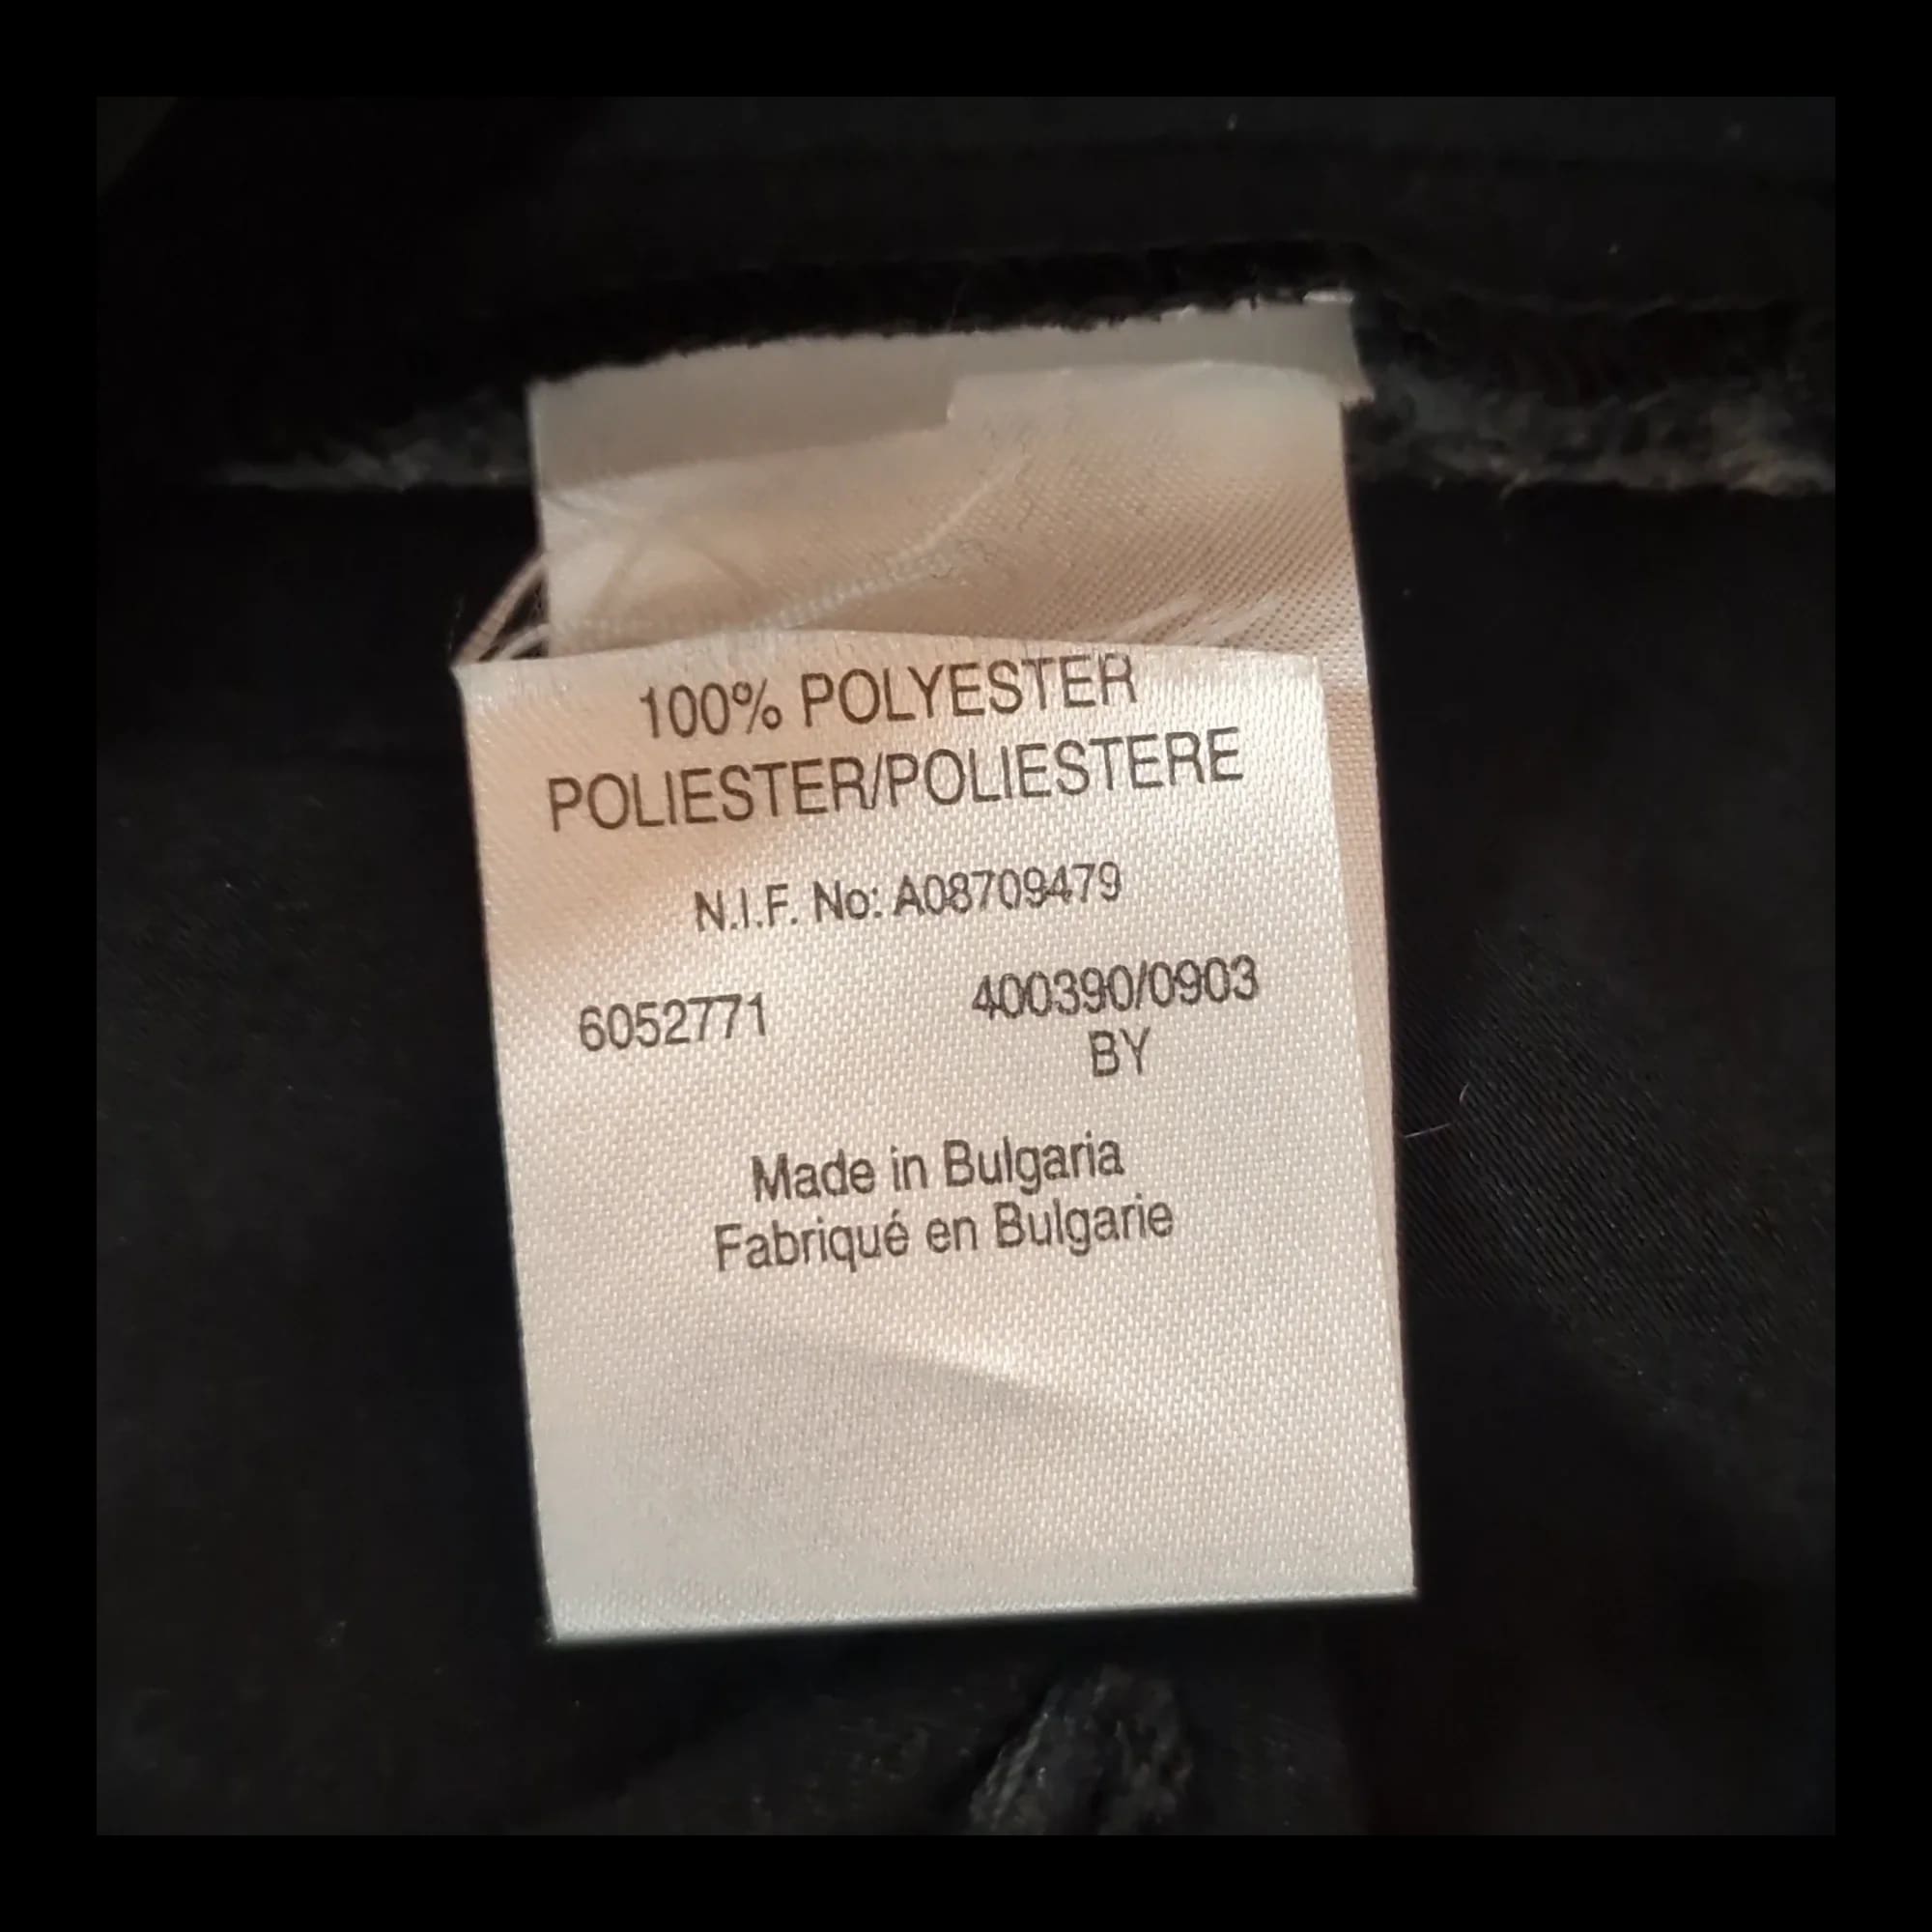 100% POLYESTER
POLIESTER/POLIESTERE
N.I.F. No: A08709479
6052771 400390/0903
BY
Made in Bulgaria
Fabriqué en Bulgarie